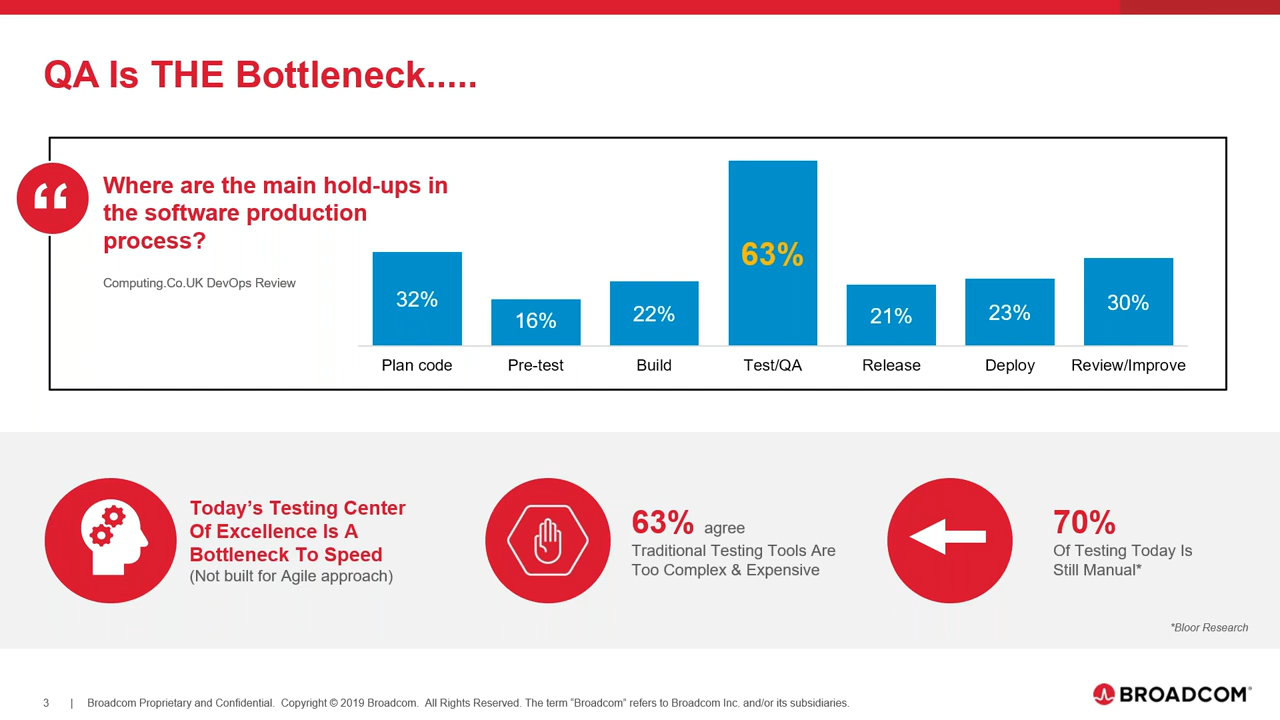 QA Is THE Bottleneck.....
Where are the main hold-ups in
the software production
process?
Computing.Co.UK DevOps Review
32%
16%
22%
63%
21%
23%
30%
Plan code
Pre-test
Build
Test/QA
Release
Deploy
Review/Improve
Today’s Testing Center
Of Excellence Is A
Bottleneck To Speed
(Not built for Agile approach)
63% agree
Traditional Testing Tools Are
Too Complex & Expensive
70%
Of Testing Today Is
Still Manual*
*Bloor Research
3 | Broadcom Proprietary and Confidential. Copyright © 2019 Broadcom. All Rights Reserved. The term "Broadcom" refers to Broadcom Inc. and/or its subsidiaries.
BROADCOM®